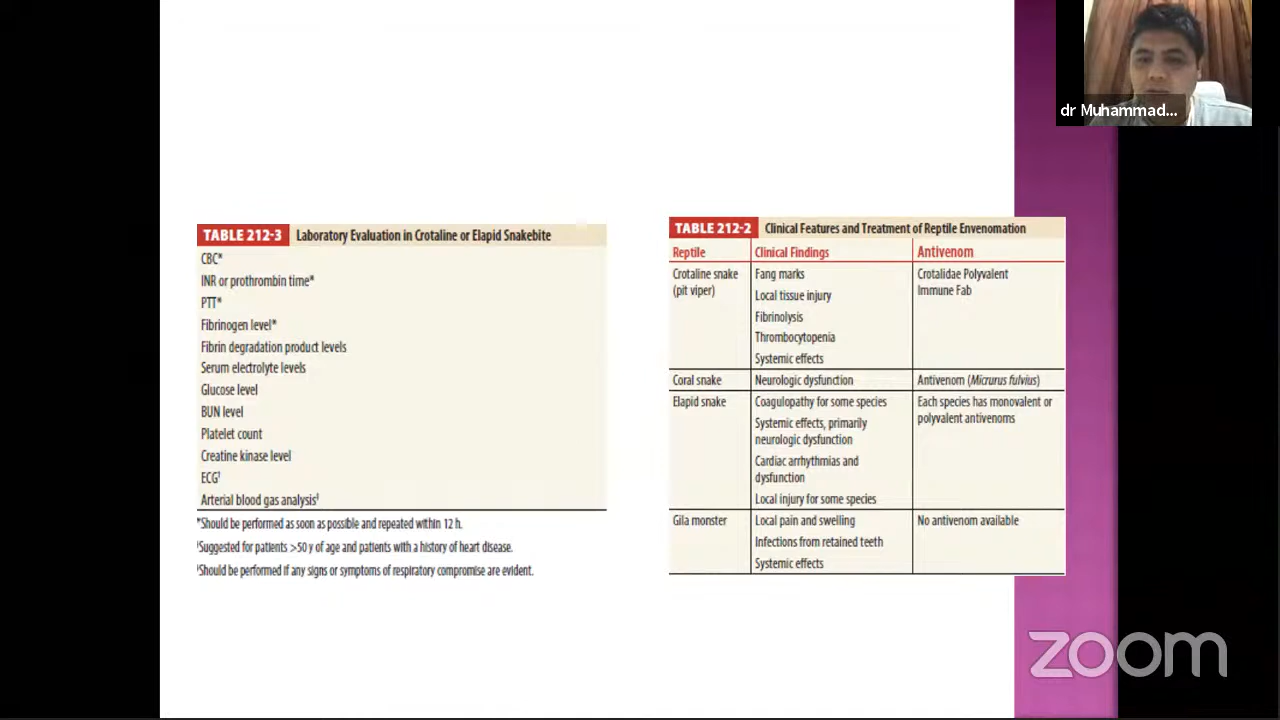 dr Muhammad...
TABLE 212-3 Laboratory Evaluation in Crotaline or Elapid Snakebite
CBC*
INR or prothrombin time*
PTT*
Fibrinogen level*
Fibrin degradation product levels
Serum electrolyte levels
Glucose level
BUN level
Platelet count
Creatine kinase level
ECG†
Arterial blood gas analysis‡
*Should be performed as soon as possible and repeated within 12 h.
†Suggested for patients >50 y of age and patients with a history of heart disease.
‡Should be performed if any signs or symptoms of respiratory compromise are evident.
TABLE 212-2 Clinical Features and Treatment of Reptile Envenomation
Reptile Clinical Findings Antivenom
Crotaline snake Fang marks Crotalidae Polyvalent
(pit viper) Immune Fab
Local tissue injury
Fibrinolysis
Thrombocytopenia
Systemic effects
Coral snake Neurologic dysfunction Antivenom (Micrurus fulvius)
Elapid snake Coagulopathy for some species Each species has monovalent or
polyvalent antivenoms
Systemic effects, primarily
neurologic dysfunction
Cardiac arrhythmias and
dysfunction
Local injury for some species
Gila monster Local pain and swelling No antivenom available
Infections from retained teeth
Systemic effects
zoom